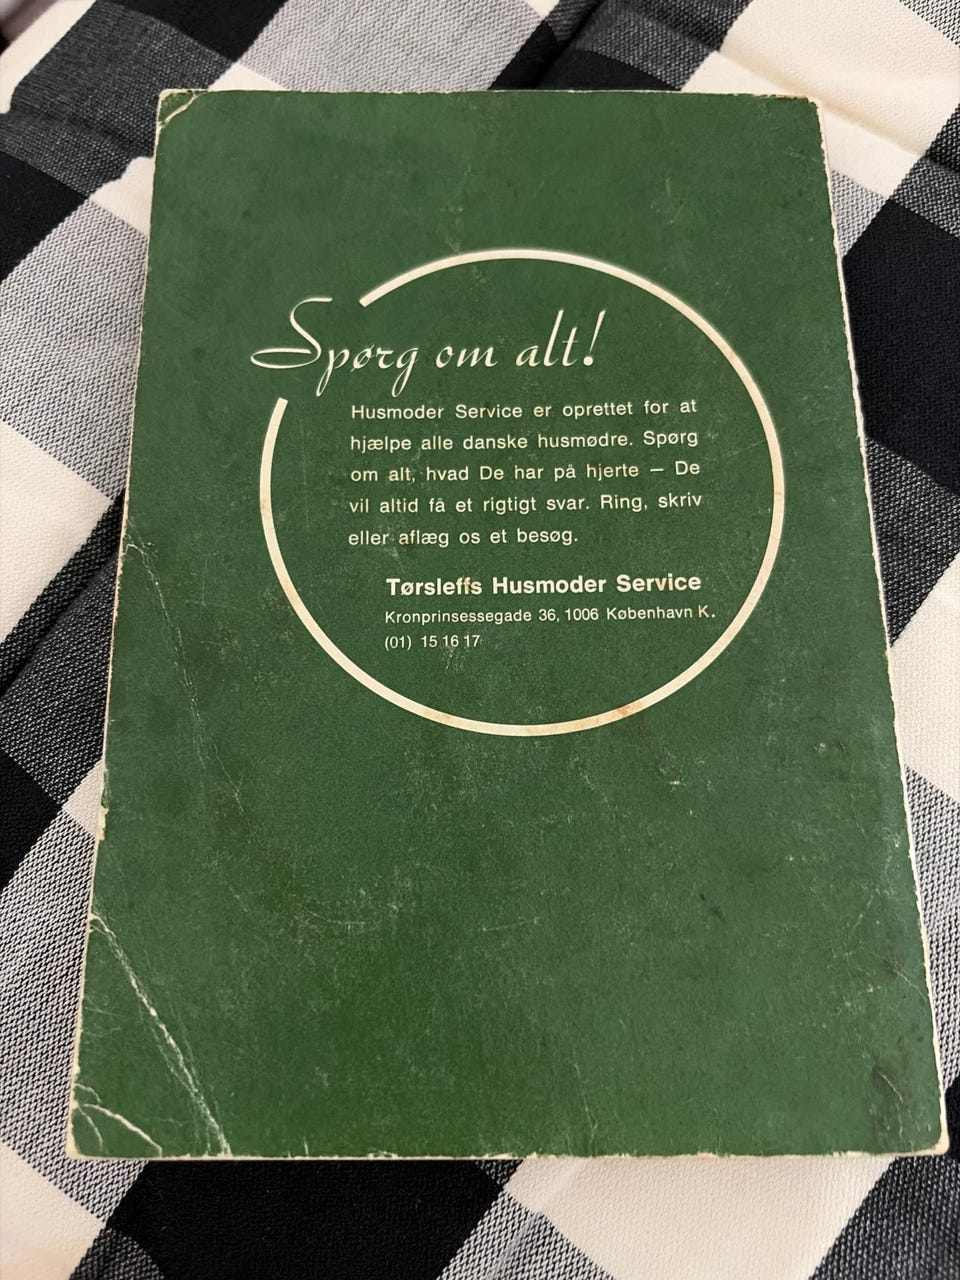 Spørg om alt!
Husmoder Service er oprettet for at
hjælpe alle danske husmødre. Spørg
om alt, hvad De har på hjerte — De
vil altid få et rigtigt svar. Ring, skriv
eller aflæg os et besøg.
Tørsleffs Husmoder Service
Kronprinsessegade 36, 1006 København K.
(01) 15 16 17